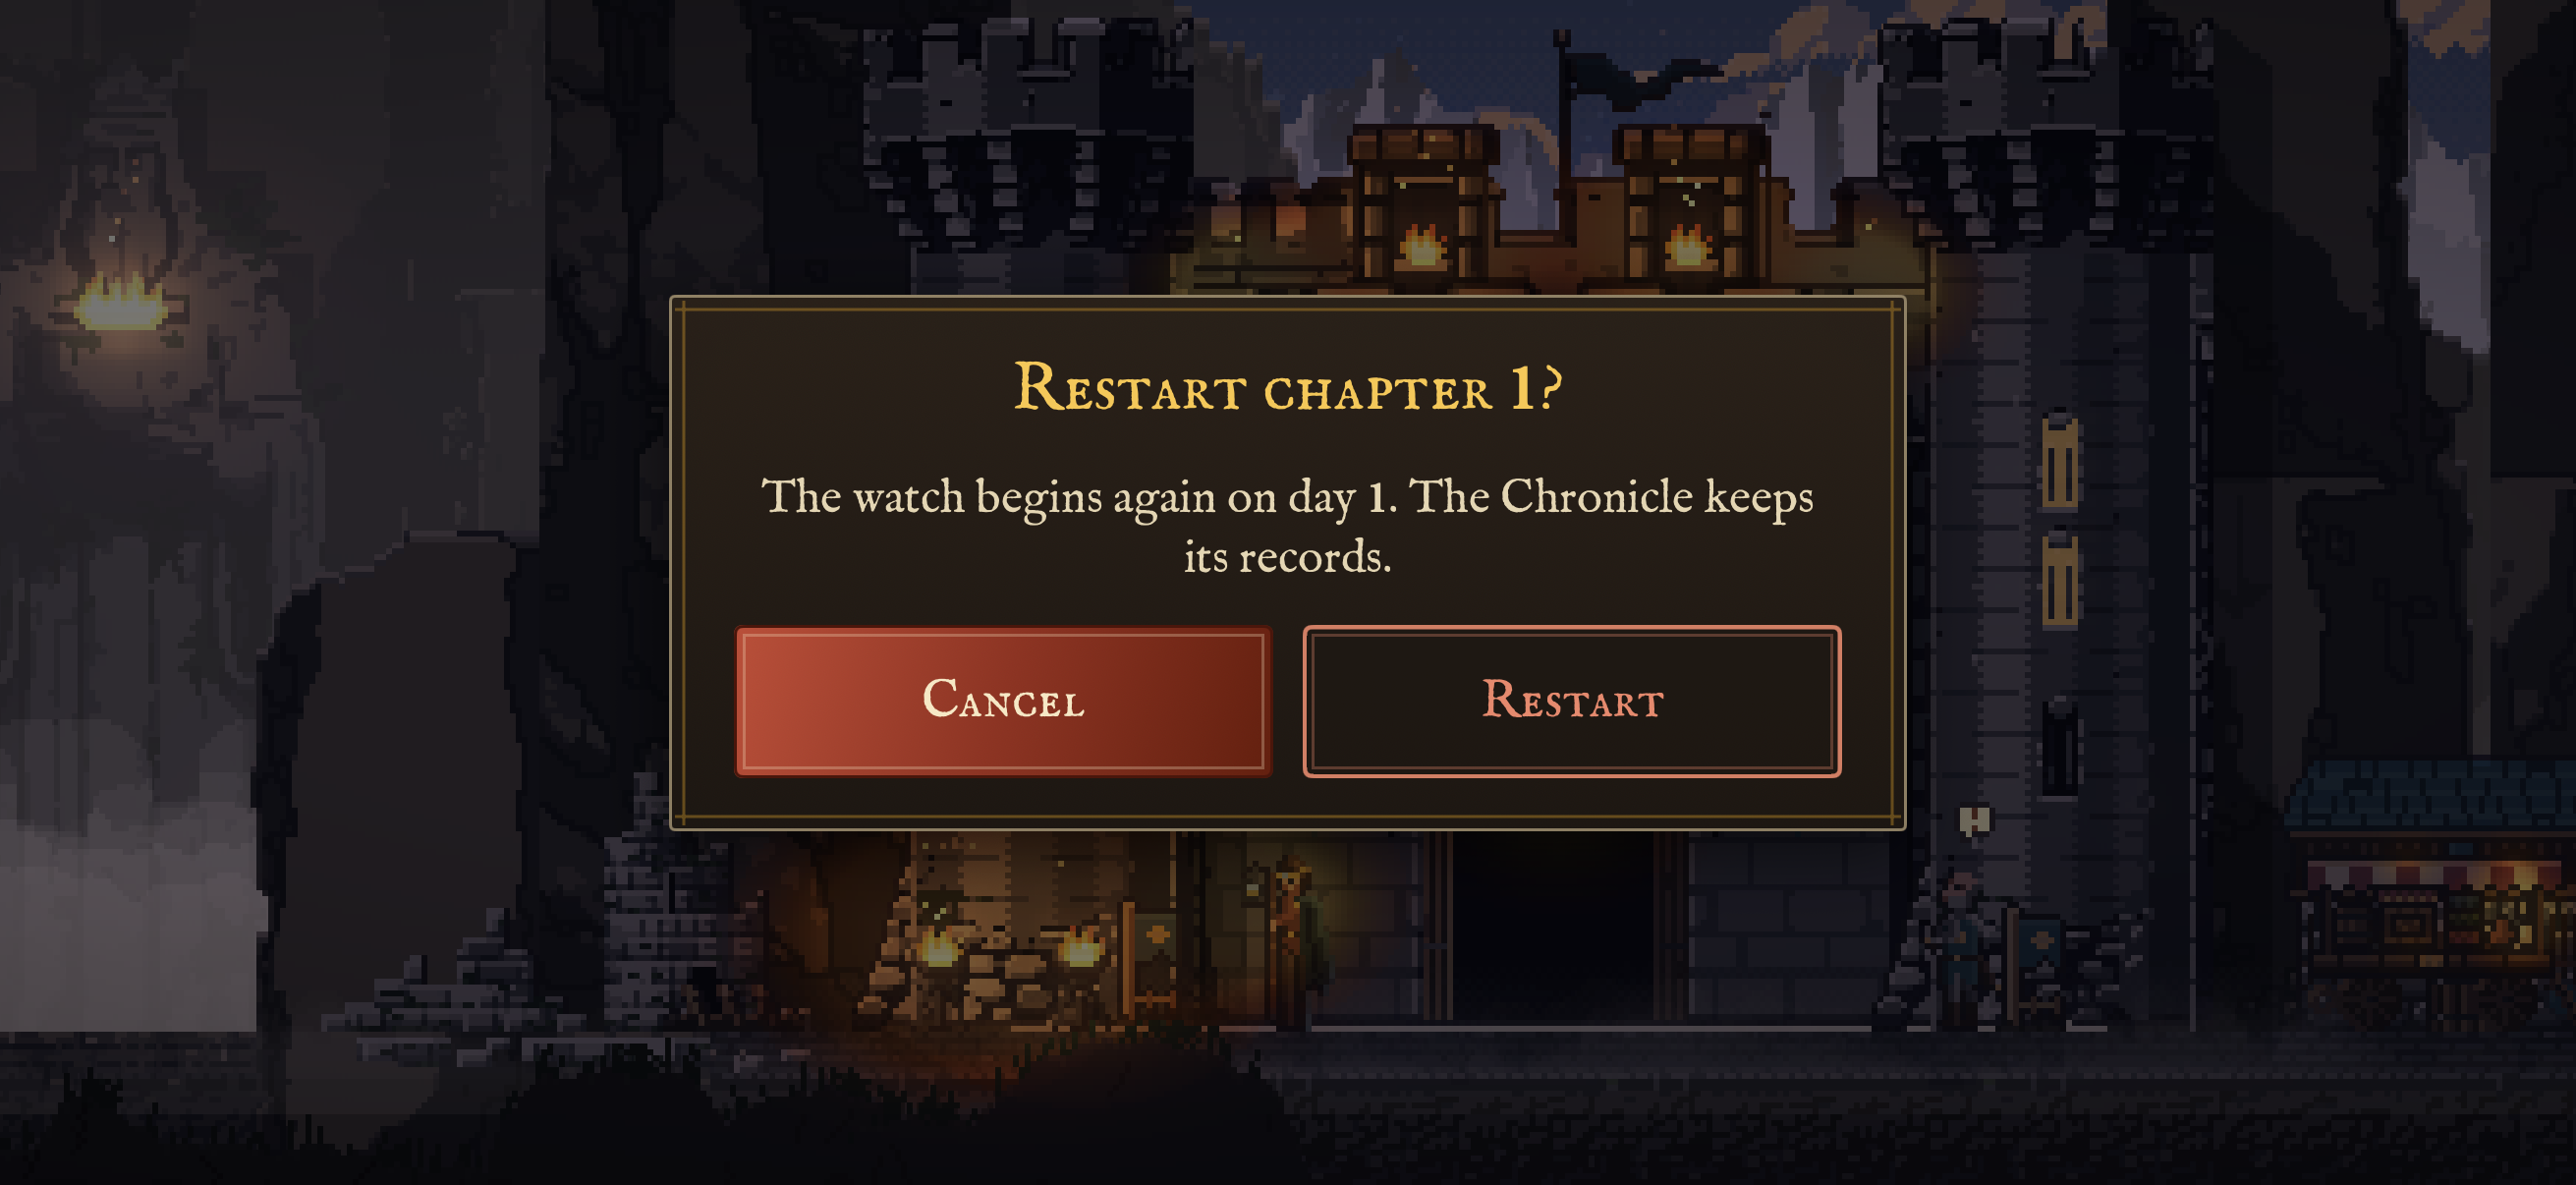 Restart chapter 1?
The watch begins again on day 1. The Chronicle keeps
its records.
Cancel
Restart